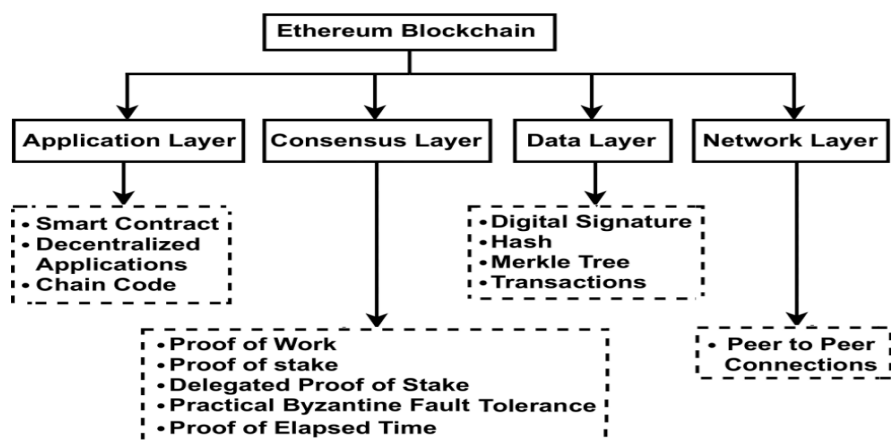 Ethereum Blockchain
Application Layer
Consensus Layer
Data Layer
Network Layer
• Smart Contract
• Decentralized
Applications
• Chain Code
• Digital Signature
• Hash
• Merkle Tree
• Transactions
• Proof of Work
• Proof of stake
• Delegated Proof of Stake
• Practical Byzantine Fault Tolerance
• Proof of Elapsed Time
• Peer to Peer
Connections